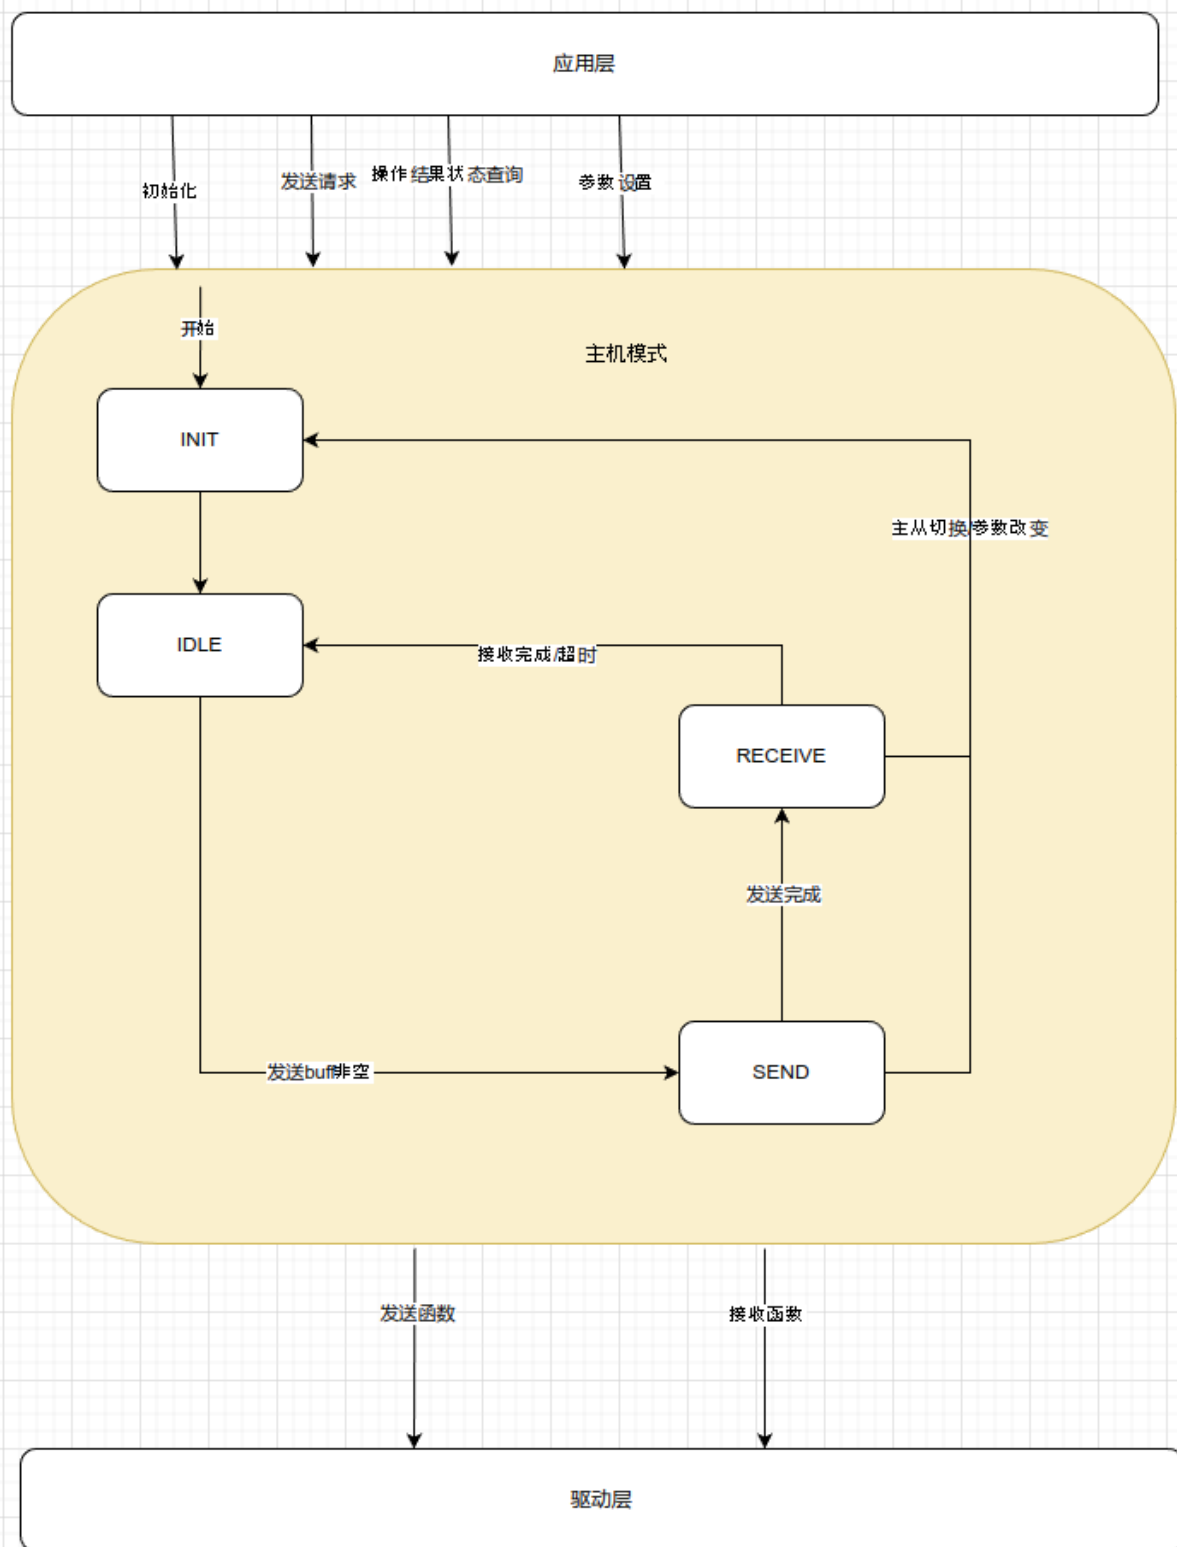 应用层
初始化
发送请求
操作结果状态查询
参数设置
开始
主机模式
INIT
主从切换/参数改变
IDLE
接收完成/超时
RECEIVE
发送完成
发送buff非空
SEND
发送函数
接收函数
驱动层